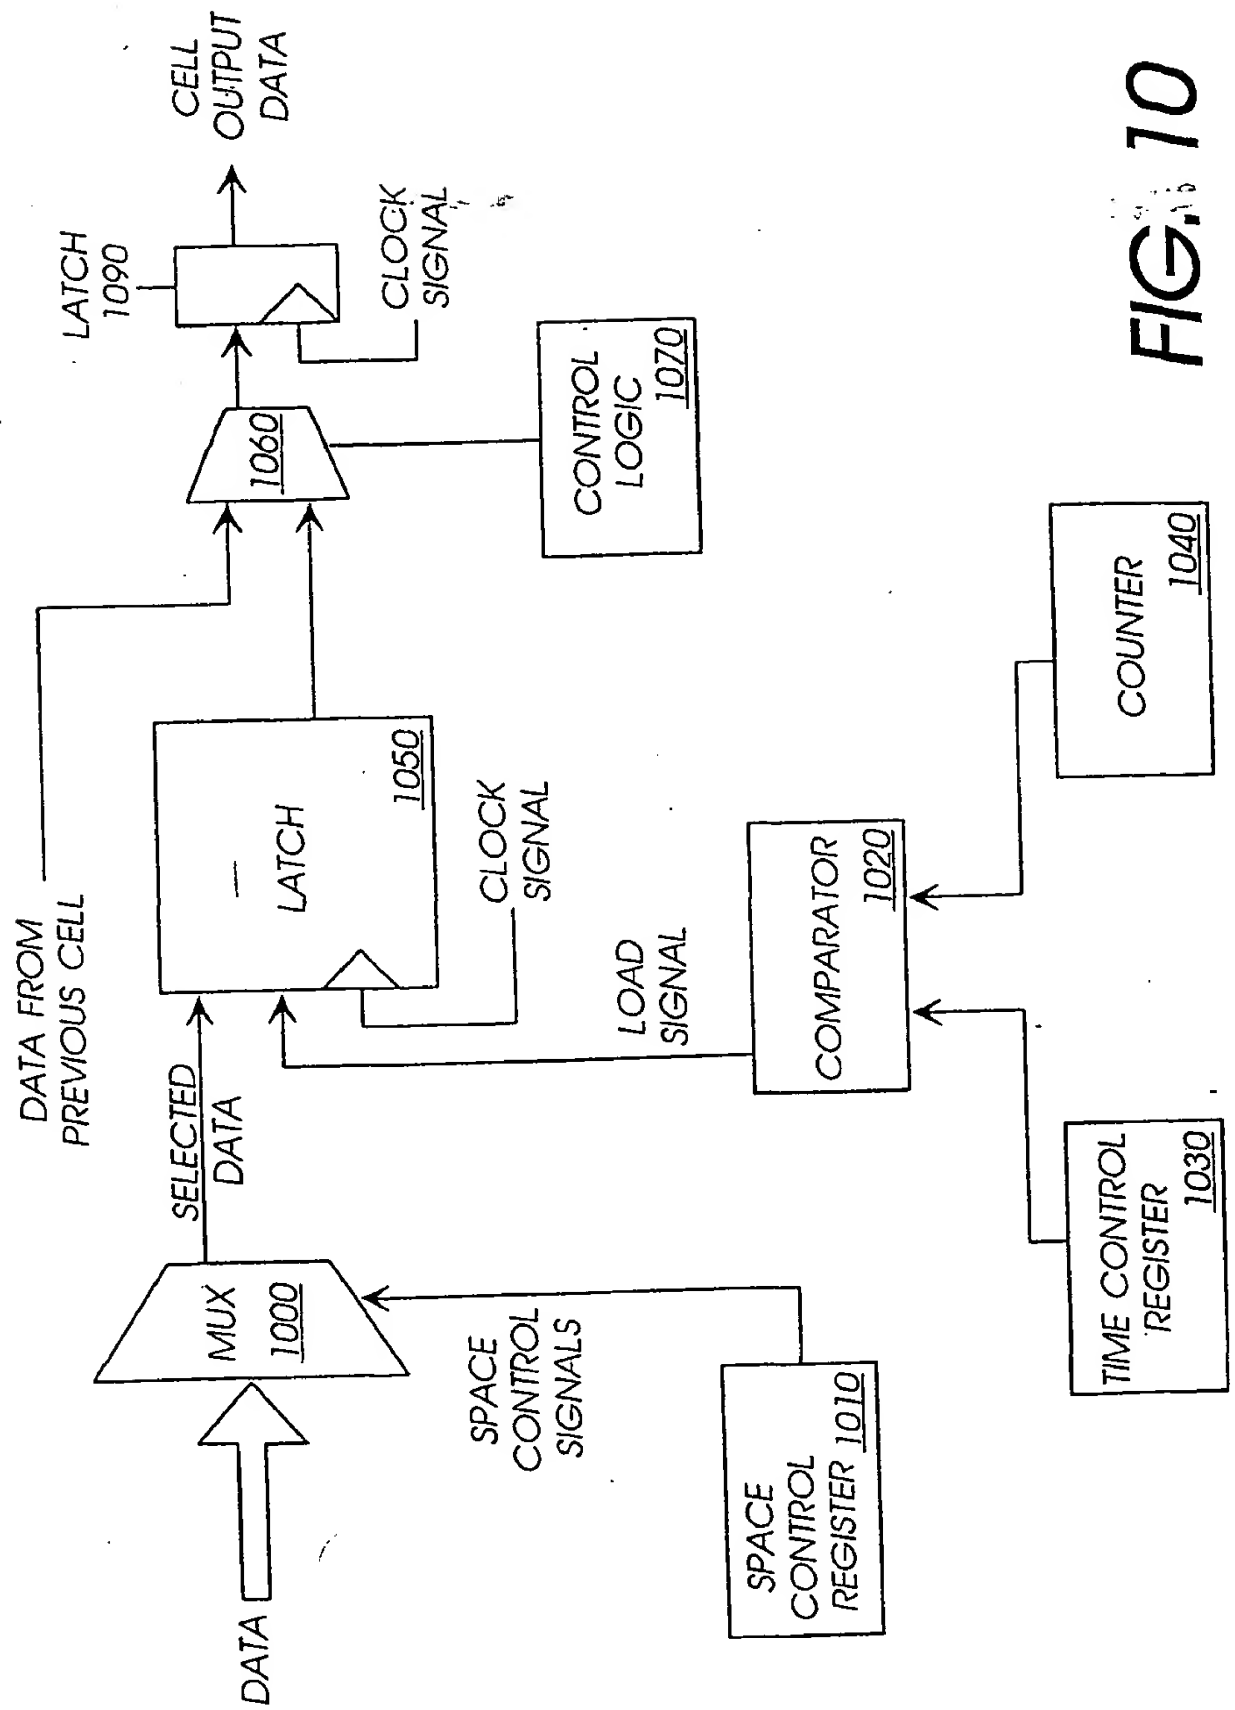 DATA
MUX
1000
SELECTED
DATA
SPACE
CONTROL
SIGNALS
SPACE
CONTROL
REGISTER 1010
DATA FROM
PREVIOUS CELL
LATCH
1050
CLOCK
SIGNAL
LOAD
SIGNAL
COMPARATOR
1020
TIME CONTROL
REGISTER
1030
COUNTER
1040
1060
CONTROL
LOGIC
1070
LATCH
1090
CLOCK
SIGNAL
CELL
OUTPUT
DATA
FIG. 10